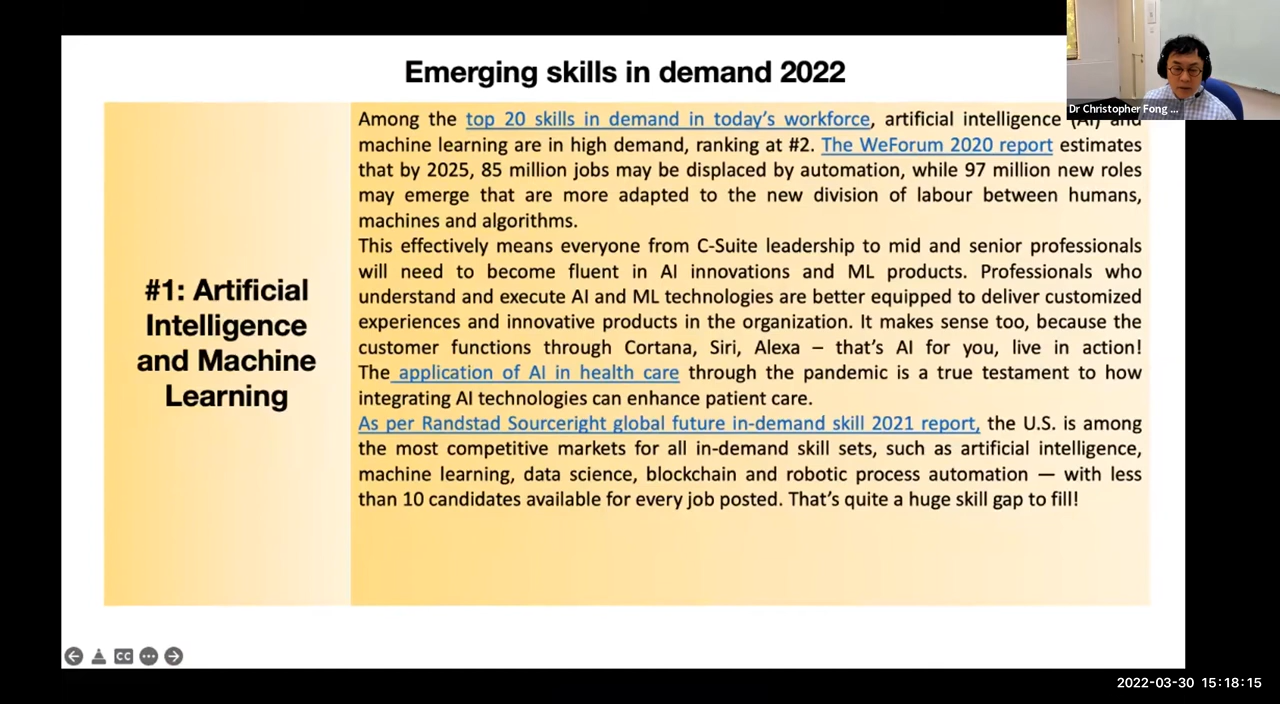 Emerging skills in demand 2022
Dr Christopher Fong ...
#1: Artificial
Intelligence
and Machine
Learning
Among the top 20 skills in demand in today's workforce, artificial intelligence (AI) and
machine learning are in high demand, ranking at #2. The WeForum 2020 report estimates
that by 2025, 85 million jobs may be displaced by automation, while 97 million new roles
may emerge that are more adapted to the new division of labour between humans,
machines and algorithms.
This effectively means everyone from C-Suite leadership to mid and senior professionals
will need to become fluent in AI innovations and ML products. Professionals who
understand and execute AI and ML technologies are better equipped to deliver customized
experiences and innovative products in the organization. It makes sense too, because the
customer functions through Cortana, Siri, Alexa – that's AI for you, live in action!
The application of AI in health care through the pandemic is a true testament to how
integrating AI technologies can enhance patient care.
As per Randstad Sourceright global future in-demand skill 2021 report, the U.S. is among
the most competitive markets for all in-demand skill sets, such as artificial intelligence,
machine learning, data science, blockchain and robotic process automation — with less
than 10 candidates available for every job posted. That's quite a huge skill gap to fill!
CC
2022-03-30 15:18:15